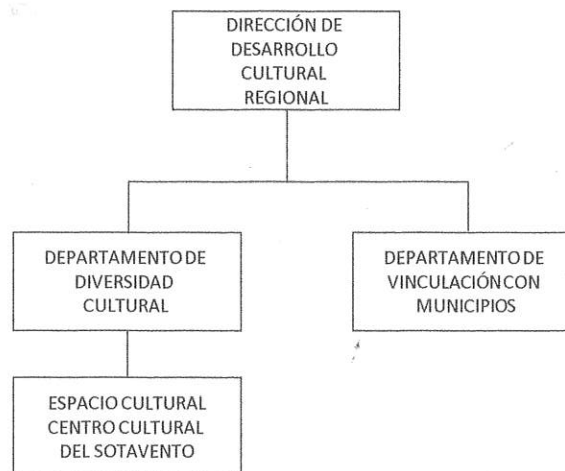 DIRECCIÓN DE
DESARROLLO
CULTURAL
REGIONAL
DEPARTAMENTO DE
DIVERSIDAD
CULTURAL
DEPARTAMENTO DE
VINCULACIÓN CON
MUNICIPIOS
ESPACIO CULTURAL
CENTRO CULTURAL
DEL SOTAVENTO